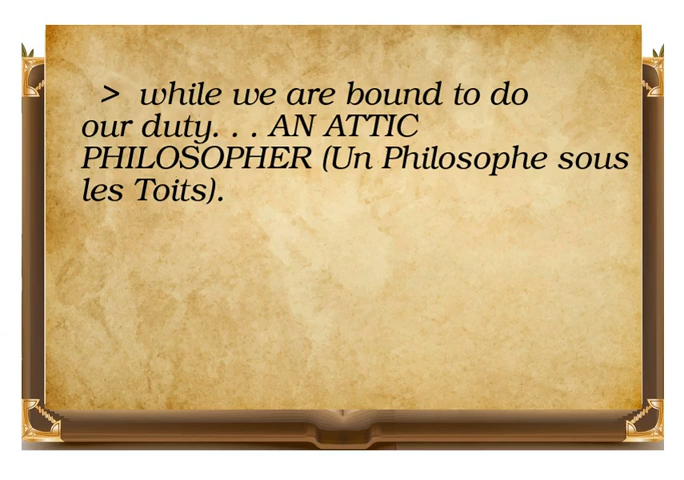 > while we are bound to do
our duty. . . AN ATTIC
PHILOSOPHER (Un Philosophe sous
les Toits).